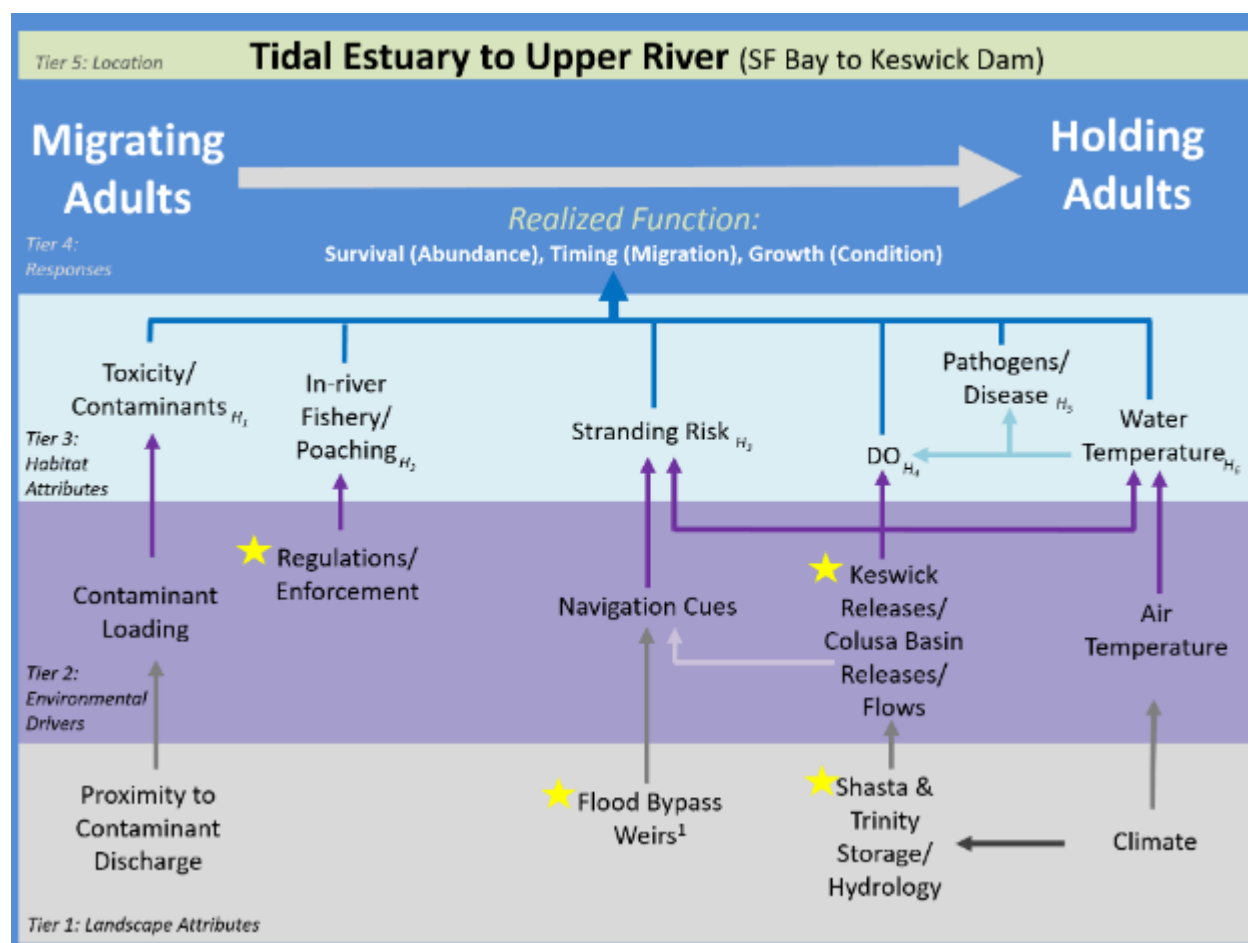 Tier 5: Location
Tidal Estuary to Upper River (SF Bay to Keswick Dam)
Migrating
Adults
Holding
Adults
Realized Function:
Tier 4:
Responses
Survival (Abundance), Timing (Migration), Growth (Condition)
Toxicity/
Contaminants H1
In-river
Fishery/
Poaching H2
Stranding Risk H3
DO H4
Pathogens/
Disease H5
Water
Temperature H6
Tier 3:
Habitat
Attributes
Contaminant
Loading
Regulations/
Enforcement
Navigation Cues
Keswick
Releases/
Colusa Basin
Releases/
Flows
Air
Temperature
Tier 2:
Environmental
Drivers
Proximity to
Contaminant
Discharge
Flood Bypass
Weirs1
Shasta &
Trinity
Storage/
Hydrology
Climate
Tier 1: Landscape Attributes